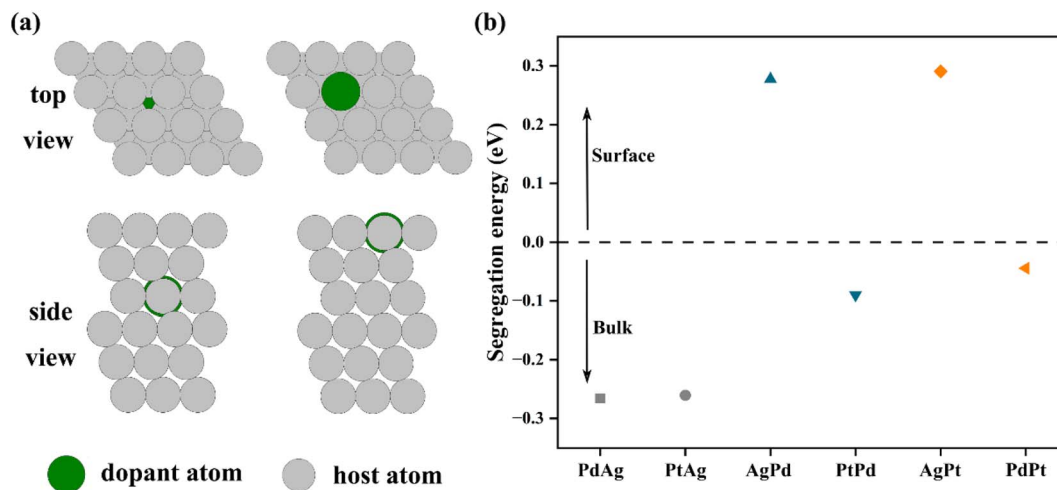 (a)
top
view
side
view
dopant atom
host atom
(b)
Segregation energy (eV)
0.3
0.2
0.1
0.0
−0.1
−0.2
−0.3
Surface
Bulk
PdAg
PtAg
AgPd
PtPd
AgPt
PdPt